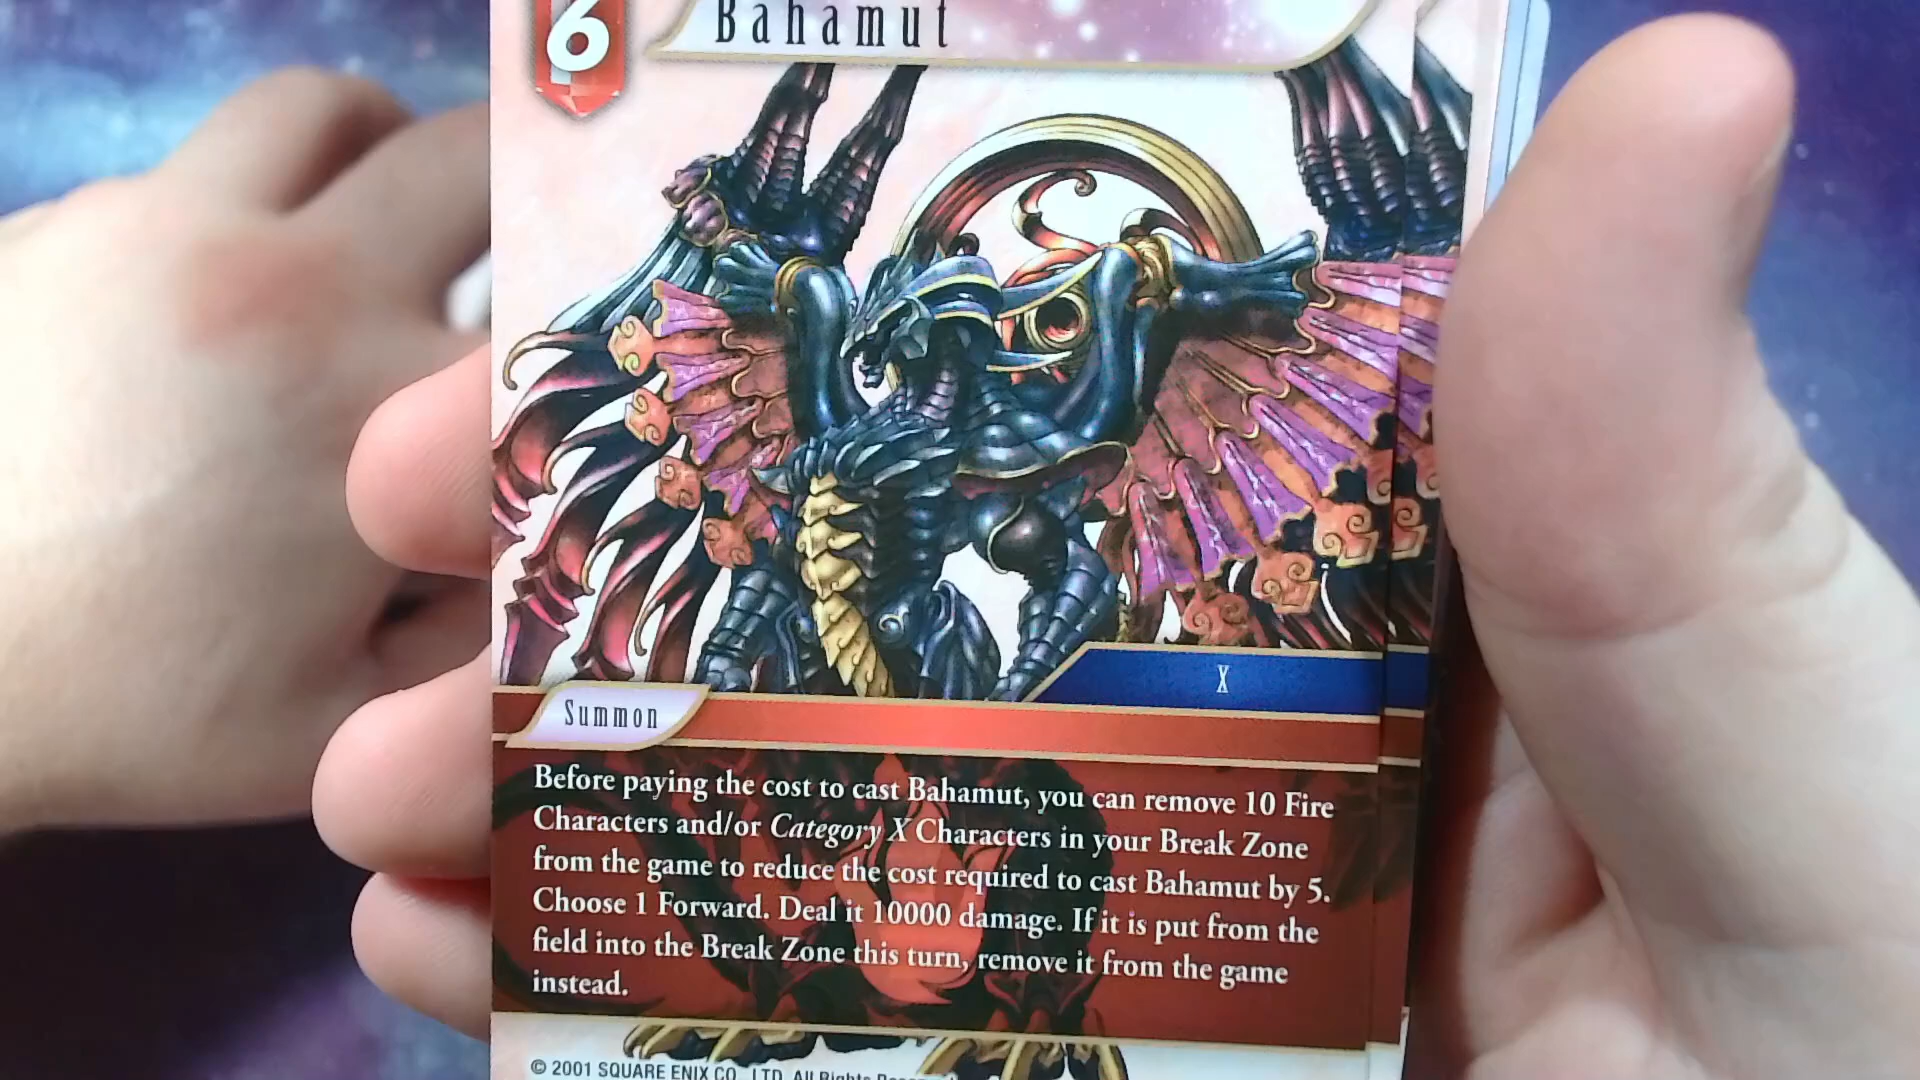 6
Bahamut
X
Summon
Before paying the cost to cast Bahamut, you can remove 10 Fire
Characters and/or Category X Characters in your Break Zone
from the game to reduce the cost required to cast Bahamut by 5.
Choose 1 Forward. Deal it 10000 damage. If it is put from the
field into the Break Zone this turn, remove it from the game
instead.
© 2001 SQUARE ENIX CO., LTD. All Rights